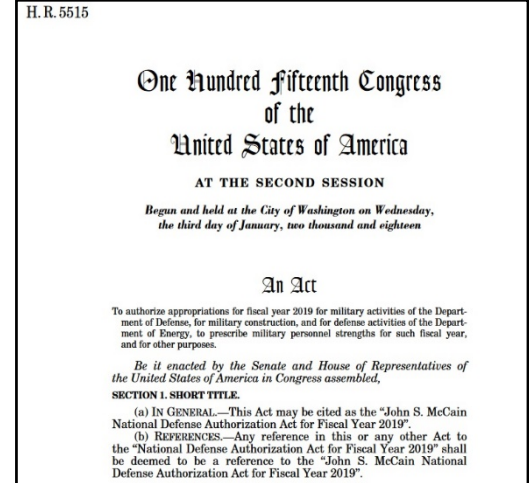 H. R. 5515
One Hundred Fifteenth Congress
of the
United States of America
AT THE SECOND SESSION
Begun and held at the City of Washington on Wednesday,
the third day of January, two thousand and eighteen
An Act
To authorize appropriations for fiscal year 2019 for military activities of the Depart-
ment of Defense, for military construction, and for defense activities of the Depart-
ment of Energy, to prescribe military personnel strengths for such fiscal year,
and for other purposes.
Be it enacted by the Senate and House of Representatives of
the United States of America in Congress assembled,
SECTION 1. SHORT TITLE.
(a) IN GENERAL.—This Act may be cited as the “John S. McCain
National Defense Authorization Act for Fiscal Year 2019”.
(b) REFERENCES.—Any reference in this or any other Act to
the “National Defense Authorization Act for Fiscal Year 2019” shall
be deemed to be a reference to the “John S. McCain National
Defense Authorization Act for Fiscal Year 2019”.